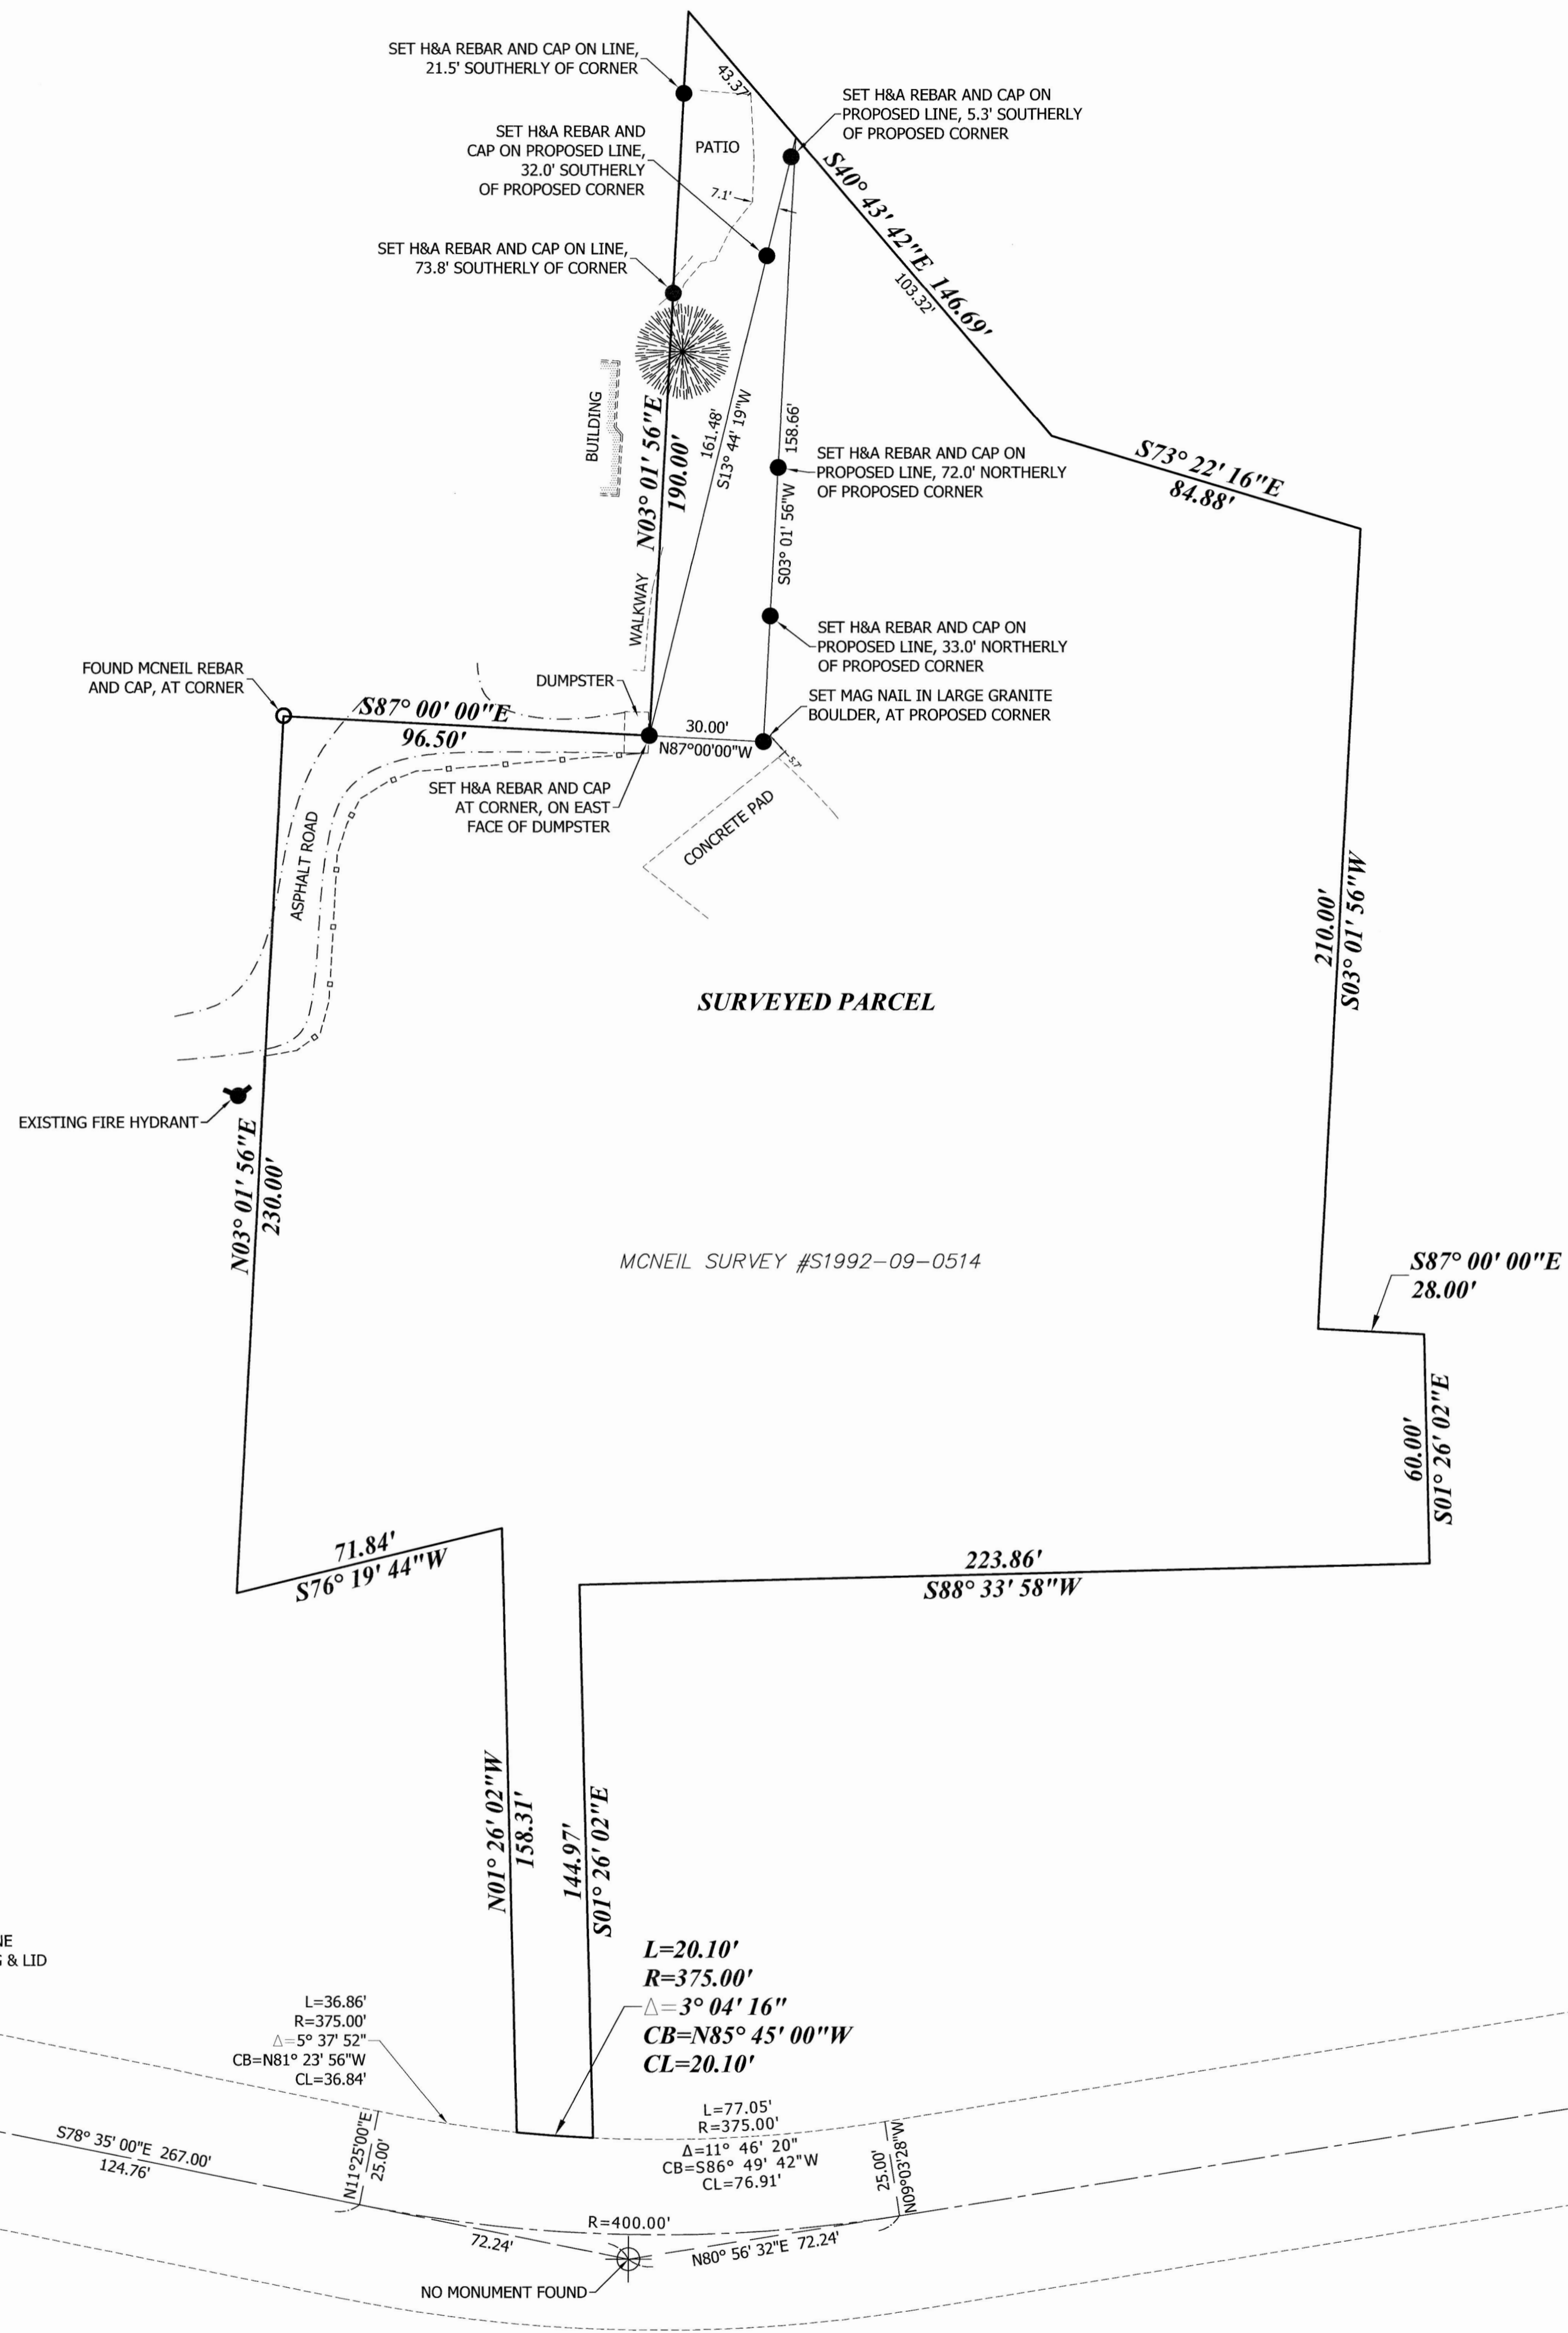 SET H&A REBAR AND CAP ON LINE,
21.5' SOUTHERLY OF CORNER
43.37'
SET H&A REBAR AND CAP ON
PROPOSED LINE, 5.3' SOUTHERLY
OF PROPOSED CORNER
SET H&A REBAR AND
CAP ON PROPOSED LINE,
32.0' SOUTHERLY
OF PROPOSED CORNER
PATIO
7.1'
S40° 43' 42"E 146.69'
103.32'
SET H&A REBAR AND CAP ON LINE,
73.8' SOUTHERLY OF CORNER
BUILDING
N03° 01' 56"E
190.00'
161.48'
S13° 44' 19"W
158.66'
S03° 01' 56"W
SET H&A REBAR AND CAP ON
PROPOSED LINE, 72.0' NORTHERLY
OF PROPOSED CORNER
S73° 22' 16"E
84.88'
WALKWAY
SET H&A REBAR AND CAP ON
PROPOSED LINE, 33.0' NORTHERLY
OF PROPOSED CORNER
FOUND MCNEIL REBAR
AND CAP, AT CORNER
DUMPSTER
SET MAG NAIL IN LARGE GRANITE
BOULDER, AT PROPOSED CORNER
S87° 00' 00"E
96.50'
30.00'
N87°00'00"W
5.7'
SET H&A REBAR AND CAP
AT CORNER, ON EAST
FACE OF DUMPSTER
CONCRETE PAD
ASPHALT ROAD
210.00'
S03° 01' 56"W
SURVEYED PARCEL
EXISTING FIRE HYDRANT
N03° 01' 56"E
230.00'
MCNEIL SURVEY #S1992-09-0514
S87° 00' 00"E
28.00'
60.00'
S01° 26' 02"E
71.84'
S76° 19' 44"W
223.86'
S88° 33' 58"W
N01° 26' 02"W
158.31'
144.97'
S01° 26' 02"E
NE
G & LID
L=20.10'
R=375.00'
Δ=3° 04' 16"
CB=N85° 45' 00"W
CL=20.10'
L=36.86'
R=375.00'
Δ=5° 37' 52"
CB=N81° 23' 56"W
CL=36.84'
L=77.05'
R=375.00'
Δ=11° 46' 20"
CB=S86° 49' 42"W
CL=76.91'
S78° 35' 00"E 267.00'
124.76'
N11°25'00"E
25.00'
25.00'
N09°03'28"W
R=400.00'
72.24'
N80° 56' 32"E 72.24'
NO MONUMENT FOUND